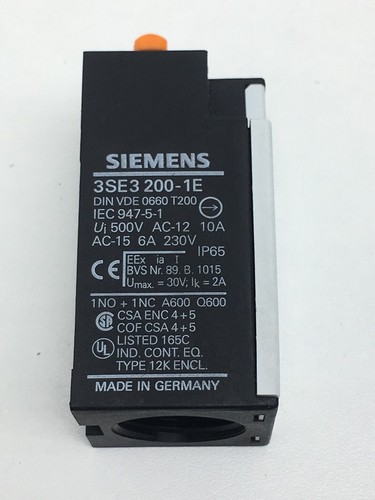 SIEMENS
3SE3 200-1E
DIN VDE 0660 T200
IEC 947-5-1
Ui 500V AC-12 10A
AC-15 6A 230V
IP65
CE EEx ia I
BVS Nr. 89. B. 1015
Umax. = 30V; Ik = 2A
1NO + 1NC A600 Q600
CSA ENC 4+5
COF CSA 4+5
UL LISTED 165C
IND. CONT. EQ.
TYPE 12K ENCL.
MADE IN GERMANY